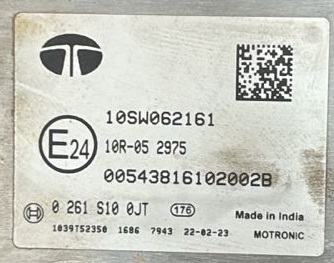 10SW062161
E24 10R-05 2975
00543816102002B
0 261 S10 0JT 176 Made in India
1039T52350 1686 7943 22-02-23 MOTRONIC